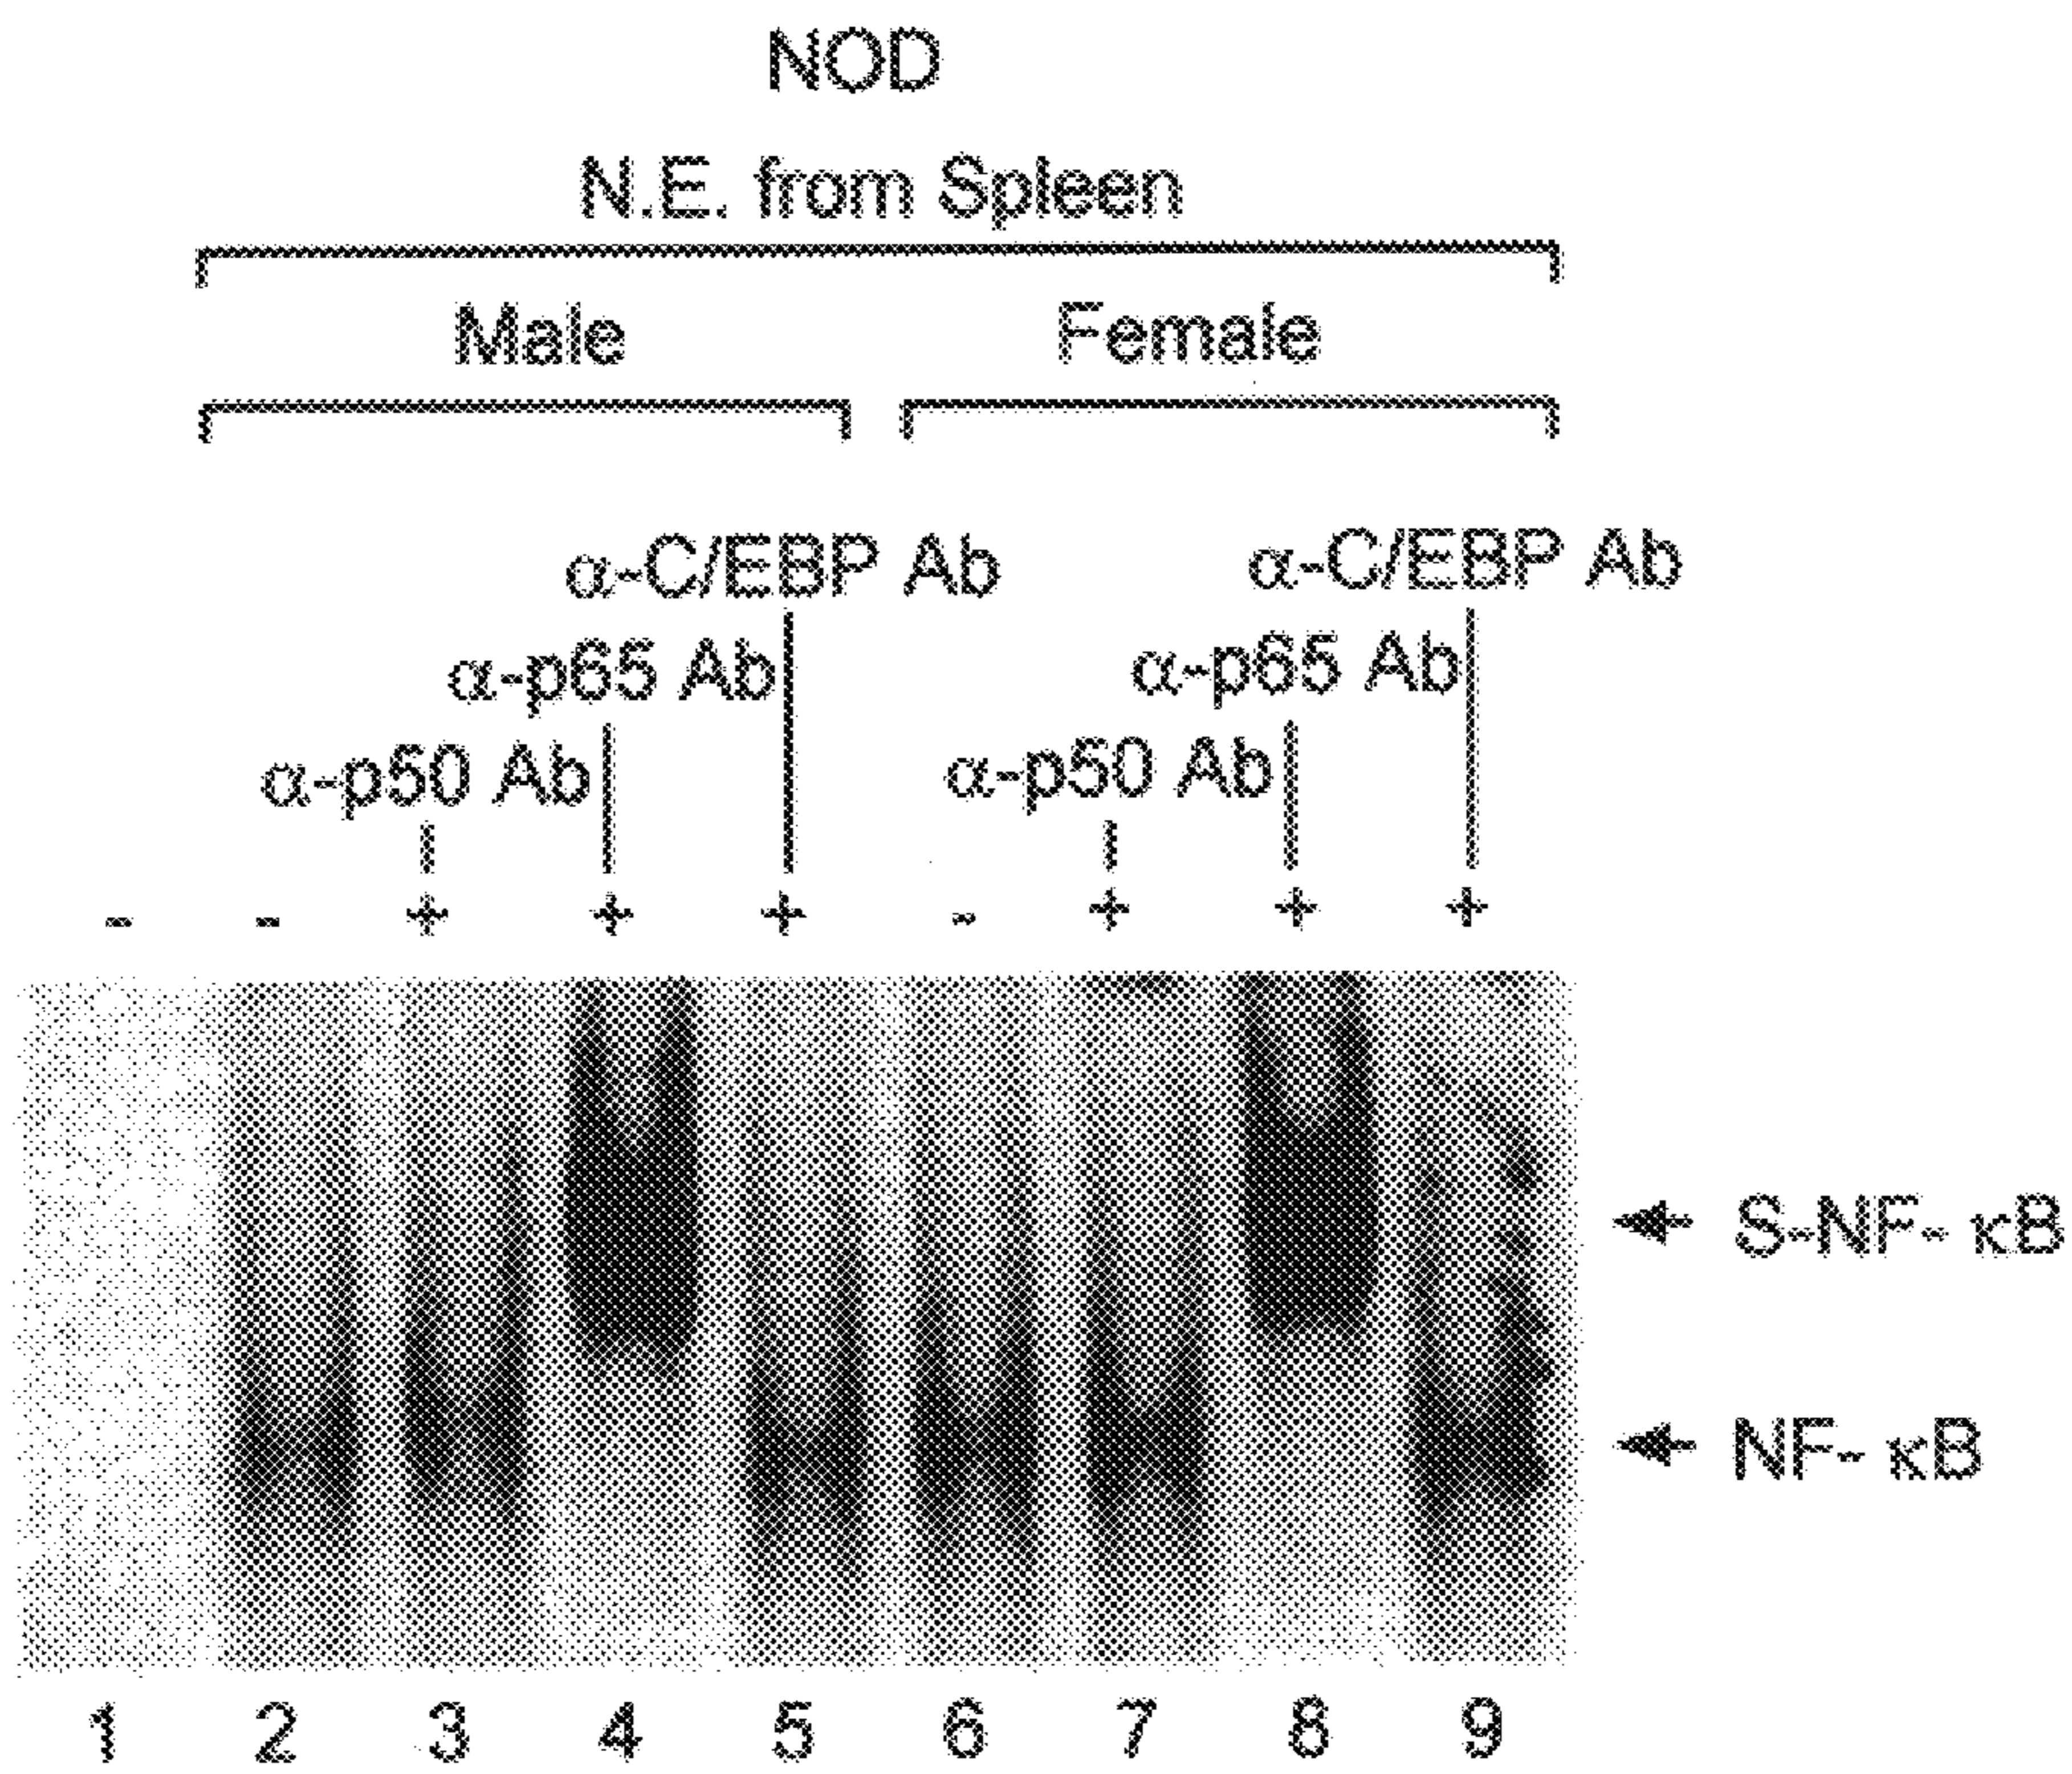 NOD
N.E. from Spleen
Male Female
α-C/EBP Ab α-C/EBP Ab
α-p65 Ab α-p65 Ab
α-p50 Ab α-p50 Ab
- - + + + - + + +
S-NF-κB
NF-κB
1 2 3 4 5 6 7 8 9